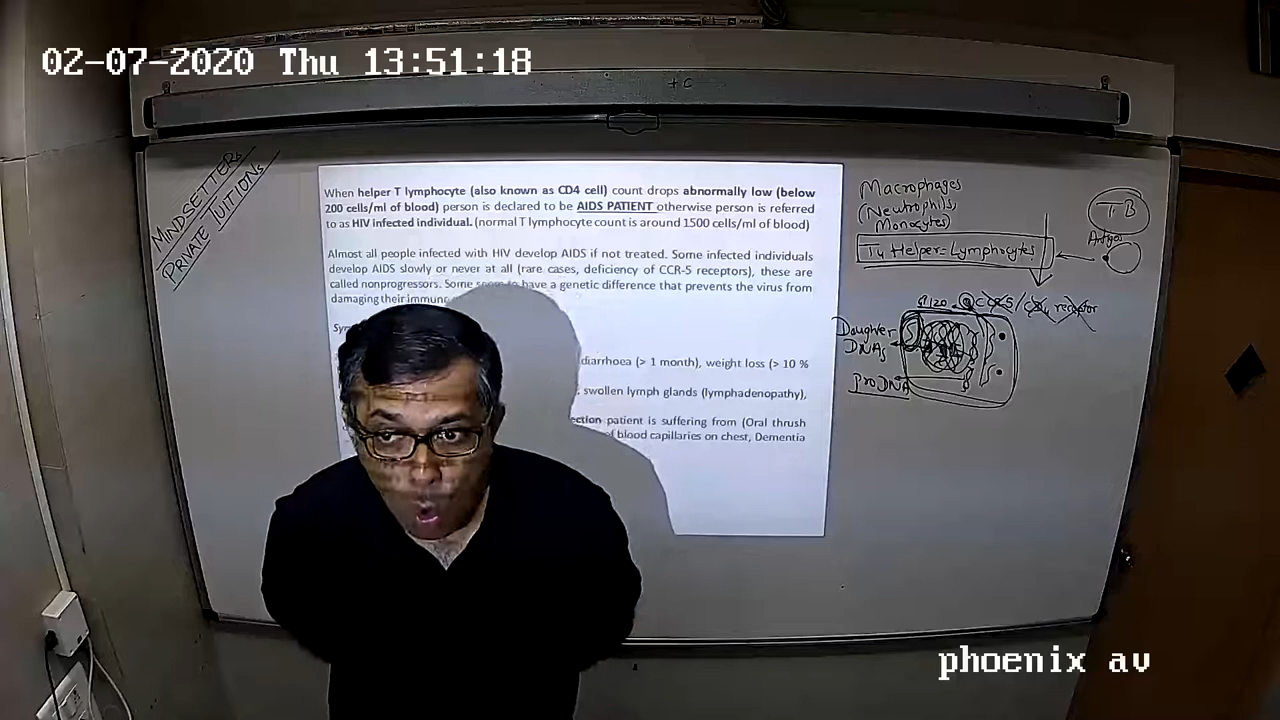 02-07-2020 Thu 13:51:18
+C
MINDSETTERS
PRIVATE TUITIONs
When helper T lymphocyte (also known as CD4 cell) count drops abnormally low (below
200 cells/ml of blood) person is declared to be AIDS PATIENT otherwise person is referred
to as HIV infected individual. (normal T lymphocyte count is around 1500 cells/ml of blood)
Almost all people infected with HIV develop AIDS if not treated. Some infected individuals
develop AIDS slowly or never at all (rare cases, deficiency of CCR-5 receptors), these are
called nonprogressors. Some seem to have a genetic difference that prevents the virus from
damaging their immune
diarrhoea (> 1 month), weight loss (> 10 %
swollen lymph glands (lymphadenopathy),
patient is suffering from (Oral thrush
blood capillaries on chest, Dementia
Macrophages
(Neutrophils,
Monocytes)
T4 Helper=Lymphocytes
TB
Antigen
receptor
Daughter
DNAs
ProDNA
phoenix av